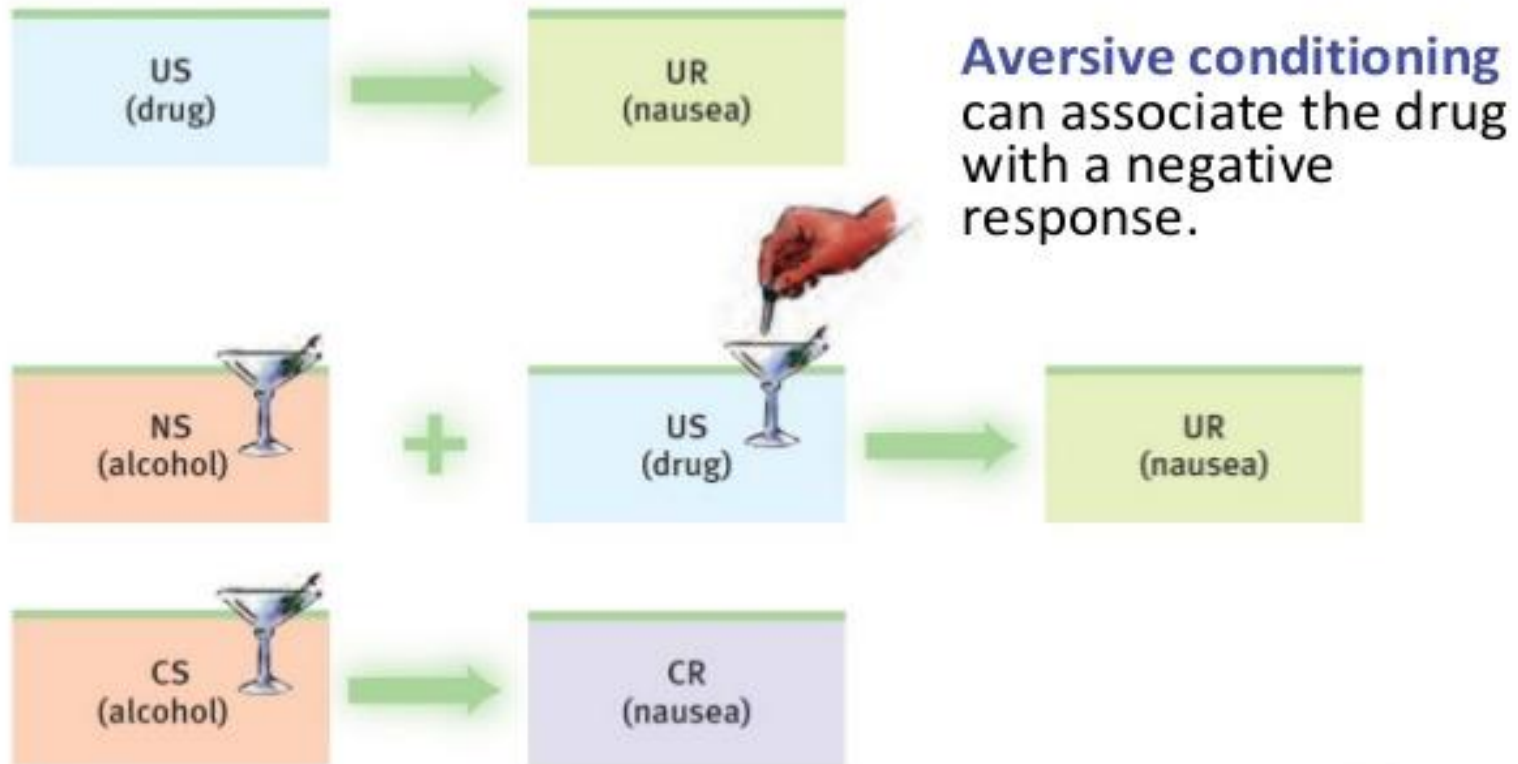 US
(drug)
UR
(nausea)
Aversive conditioning
can associate the drug
with a negative
response.
NS
(alcohol)
US
(drug)
UR
(nausea)
CS
(alcohol)
CR
(nausea)